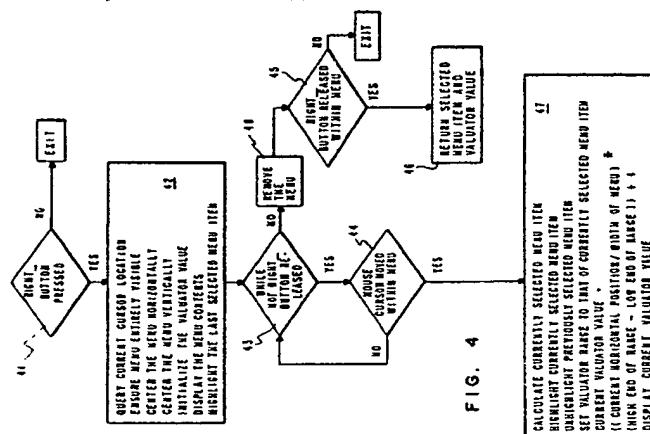 RIGHT
BUTTON
PRESSED
NO
EXIT
41
YES
42
QUERY CURRENT CURSOR LOCATION
ENSURE MENU ENTIRELY VISIBLE
CENTER THE MENU HORIZONTALLY
CENTER THE MENU VERTICALLY
INITIALIZE THE VALUATOR VALUE
DISPLAY THE MENU CONTENTS
HIGHLIGHT THE LAST SELECTED MENU ITEM
WHILE
NOT RIGHT
BUTTON RE-
LEASED
43
NO
REMOVE
THE
MENU
48
45
RIGHT
BUTTON RELEASED
WITHIN MENU
NO
EXIT
YES
RETURN SELECTED
MENU ITEM AND
VALUATOR VALUE
46
YES
MOUSE
CURSOR MOVED
WITHIN MENU
44
NO
YES
FIG. 4
47
CALCULATE CURRENTLY SELECTED MENU ITEM
HIGHLIGHT CURRENTLY SELECTED MENU ITEM
UNHIGHLIGHT PREVIOUSLY SELECTED MENU ITEM
SET VALUATOR RANGE TO THAT OF CURRENTLY SELECTED MENU ITEM
CURRENT VALUATOR VALUE =
(( CURRENT HORIZONTAL POSITION / WIDTH OF MENU) *
(HIGH END OF RANGE - LOW END OF RANGE)) + 1
DISPLAY CURRENT VALUATOR VALUE